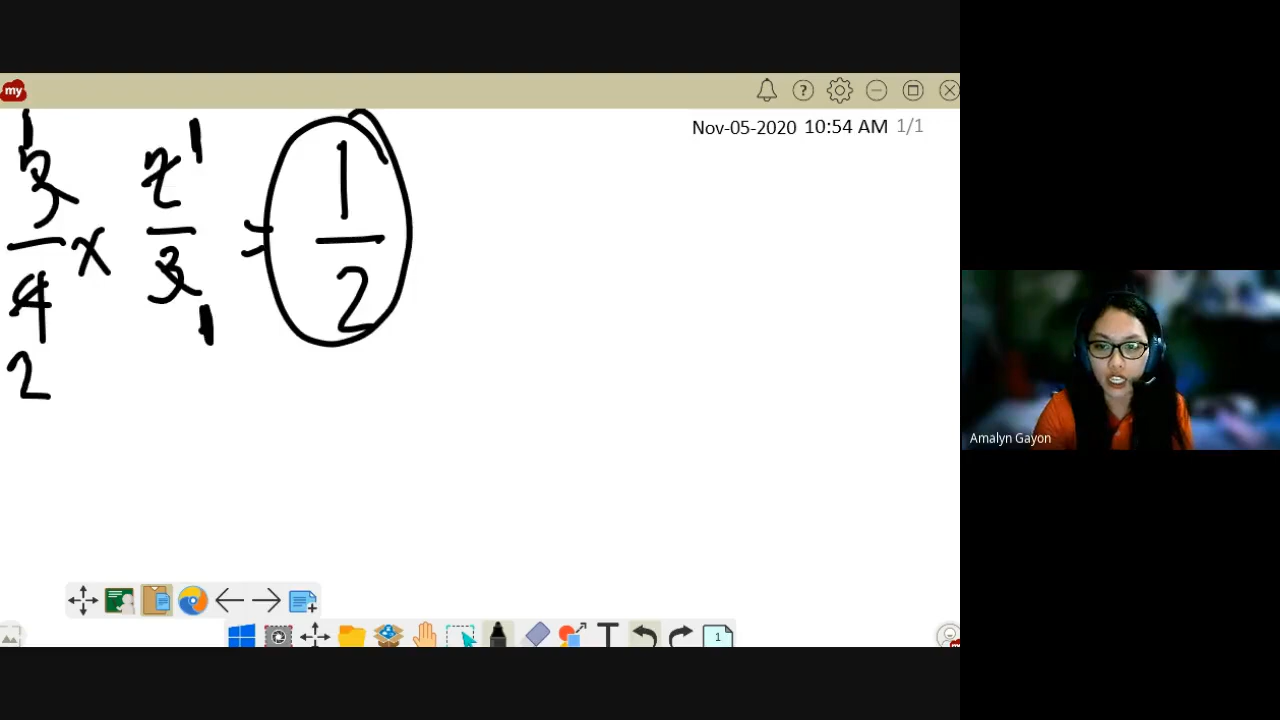 my
Nov-05-2020 10:54 AM 1/1
1 1
3/4 x 2/3 = 1/2
1
2
Amalyn Gayon
T
1
my